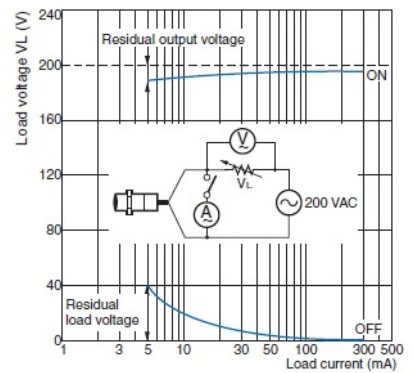 Load voltage VL (V)
240
200
160
120
80
40
0
Residual output voltage
ON
V
VL
A
200 VAC
Residual
load voltage
OFF
1 3 5 10 30 50 100 300 500
Load current (mA)